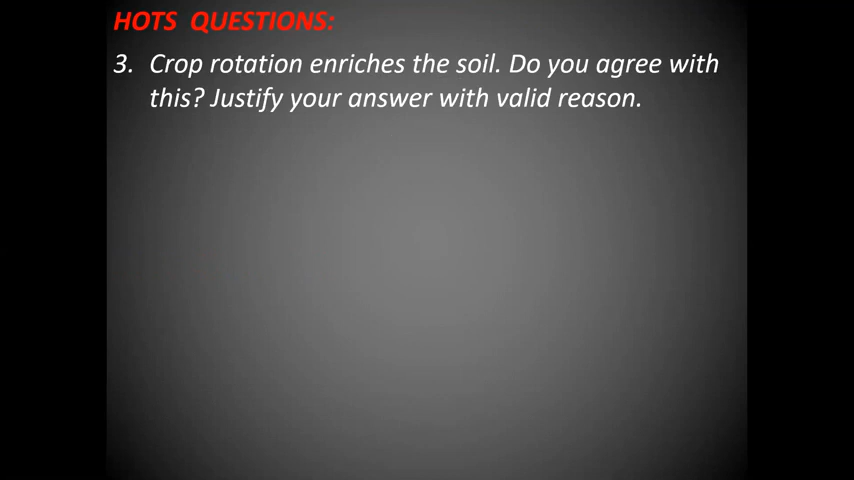 HOTS QUESTIONS:
3. Crop rotation enriches the soil. Do you agree with
this? Justify your answer with valid reason.